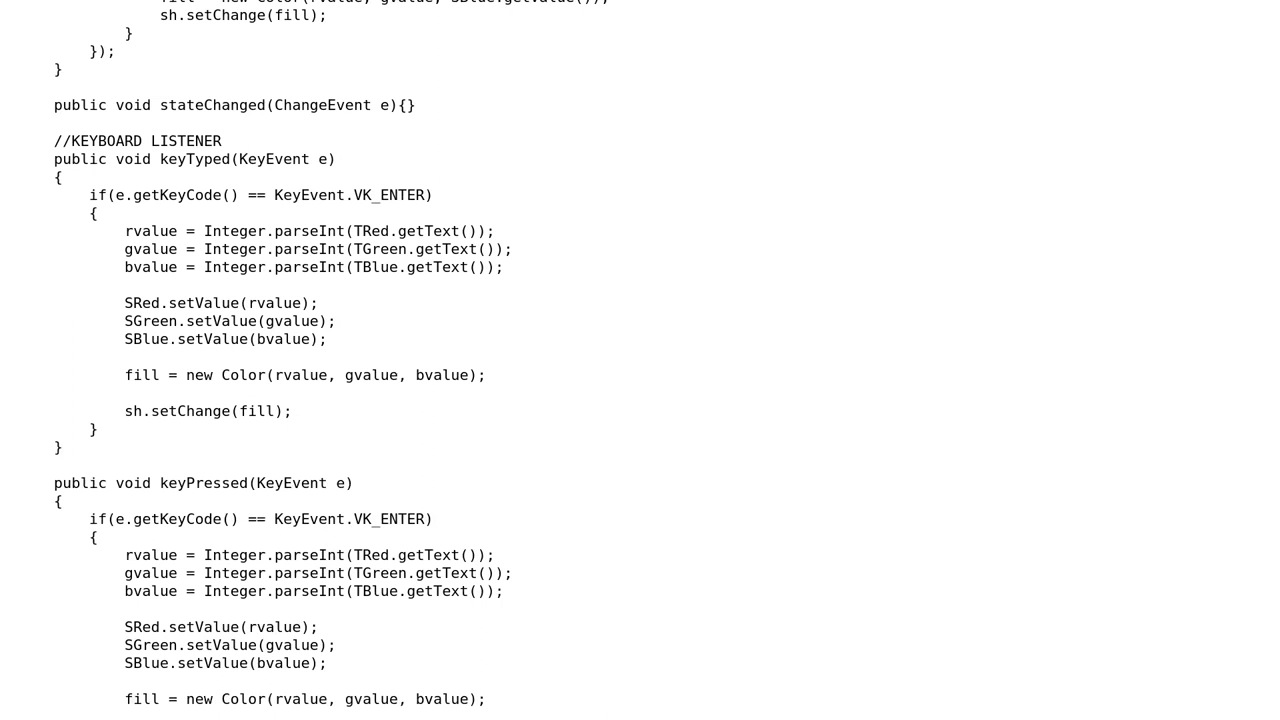 sh.setChange(fill);
}
});
}
public void stateChanged(ChangeEvent e){}
//KEYBOARD LISTENER
public void keyTyped(KeyEvent e)
{
if(e.getKeyCode() == KeyEvent.VK_ENTER)
{
rvalue = Integer.parseInt(TRed.getText());
gvalue = Integer.parseInt(TGreen.getText());
bvalue = Integer.parseInt(TBlue.getText());
SRed.setValue(rvalue);
SGreen.setValue(gvalue);
SBlue.setValue(bvalue);
fill = new Color(rvalue, gvalue, bvalue);
sh.setChange(fill);
}
}
public void keyPressed(KeyEvent e)
{
if(e.getKeyCode() == KeyEvent.VK_ENTER)
{
rvalue = Integer.parseInt(TRed.getText());
gvalue = Integer.parseInt(TGreen.getText());
bvalue = Integer.parseInt(TBlue.getText());
SRed.setValue(rvalue);
SGreen.setValue(gvalue);
SBlue.setValue(bvalue);
fill = new Color(rvalue, gvalue, bvalue);